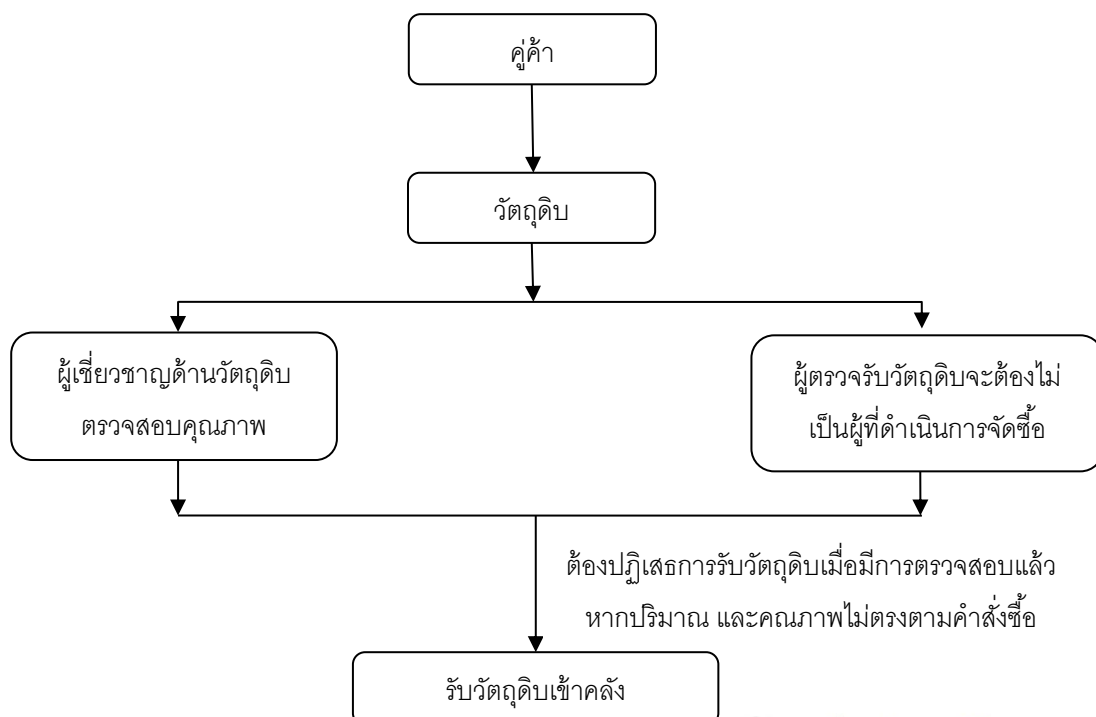 คู่ค้า
วัตถุดิบ
ผู้เชี่ยวชาญด้านวัตถุดิบ
ตรวจสอบคุณภาพ
ผู้ตรวจรับวัตถุดิบจะต้องไม่
เป็นผู้ที่ดำเนินการจัดซื้อ
ต้องปฏิเสธการรับวัตถุดิบเมื่อมีการตรวจสอบแล้ว
หากปริมาณ และคณภาพไม่ตรงตามคำสั่งซื้อ
รับวัตถุดิบเข้าคลัง